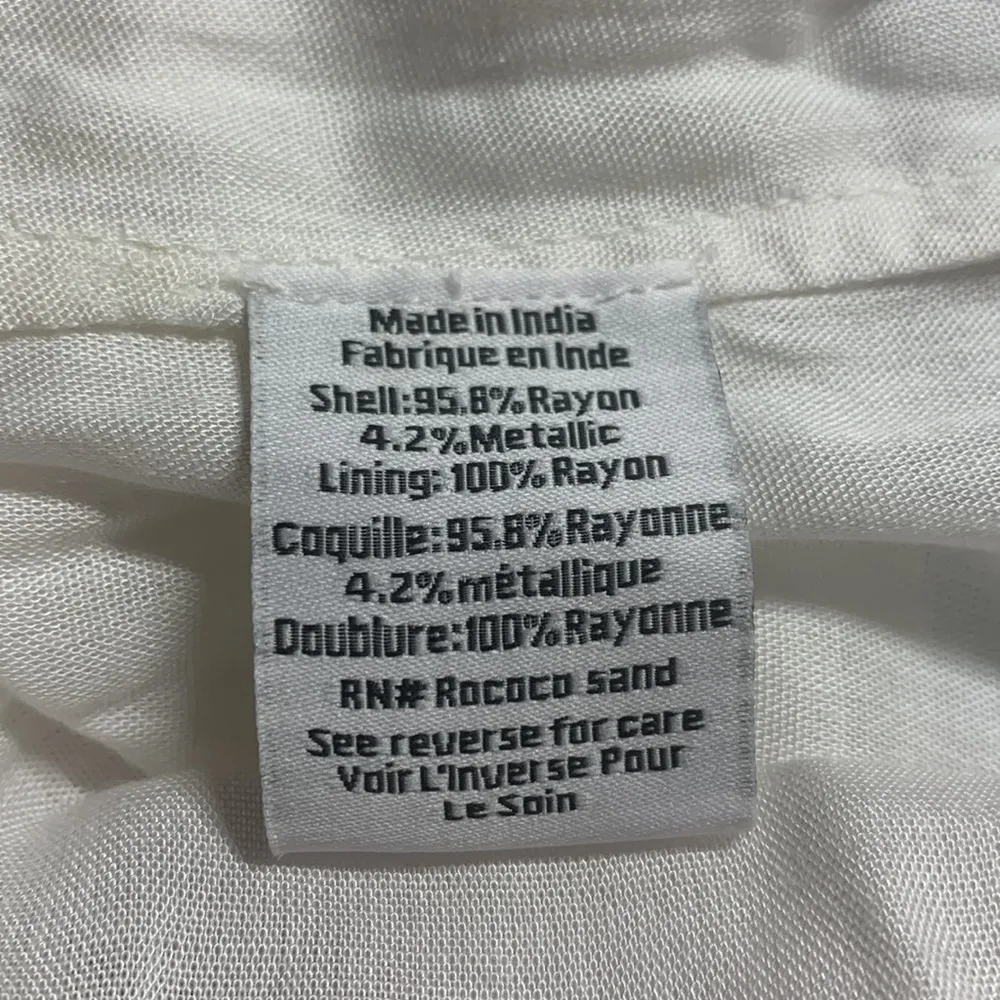 Made in India
Fabrique en Inde
Shell:95.8% Rayon
4.2% Metallic
Lining: 100% Rayon
Coquille:95.8% Rayonne
4.2% métallique
Doublure:100% Rayonne
RN# Rococo sand
See reverse for care
Voir L'Inverse Pour
Le Soin